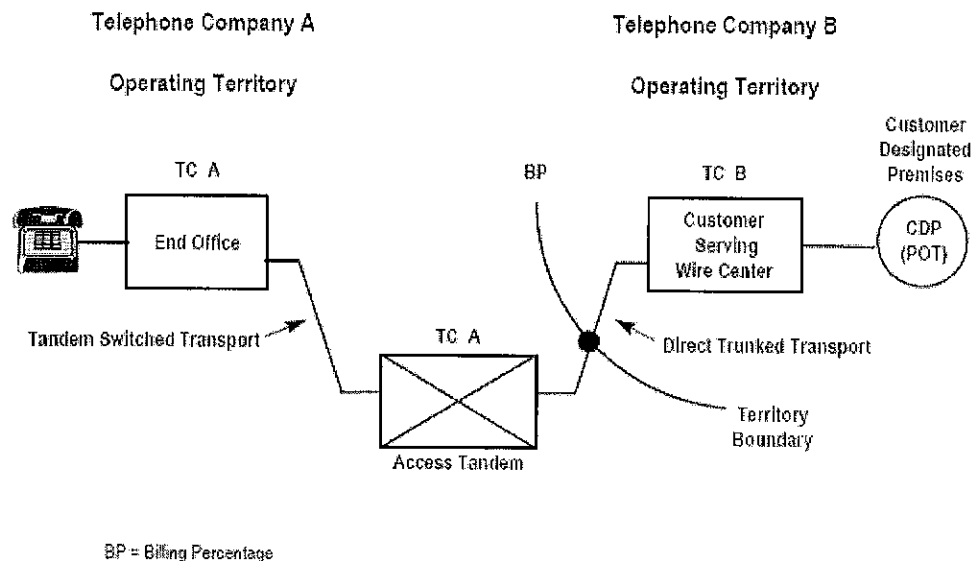 Telephone Company A
Telephone Company B
Operating Territory
Operating Territory
Customer
Designated
Premises
TC A
BP
TC B
End Office
Customer
Serving
Wire Center
CDP
(POT)
Tandem Switched Transport
TC A
Direct Trunked Transport
Territory
Boundary
Access Tandem
BP = Billing Percentage